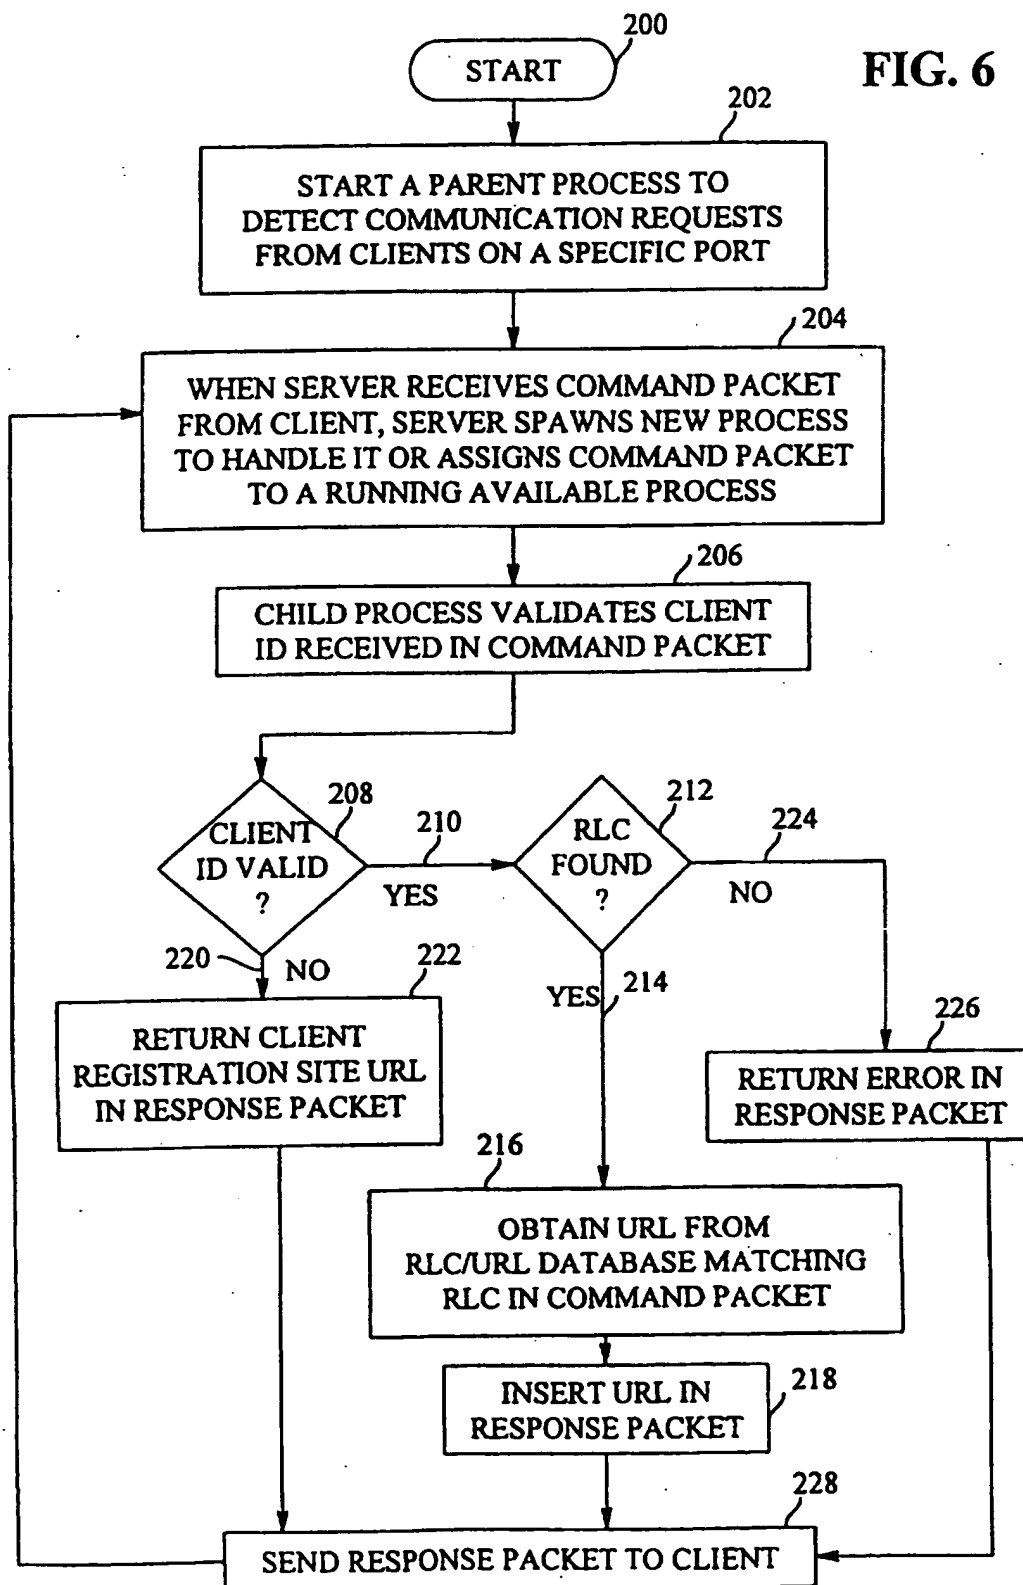 200
START
FIG. 6
202
START A PARENT PROCESS TO
DETECT COMMUNICATION REQUESTS
FROM CLIENTS ON A SPECIFIC PORT
204
WHEN SERVER RECEIVES COMMAND PACKET
FROM CLIENT, SERVER SPAWNS NEW PROCESS
TO HANDLE IT OR ASSIGNS COMMAND PACKET
TO A RUNNING AVAILABLE PROCESS
206
CHILD PROCESS VALIDATES CLIENT
ID RECEIVED IN COMMAND PACKET
208
CLIENT
ID VALID
?
210
YES
212
RLC
FOUND
?
224
NO
220
NO
222
RETURN CLIENT
REGISTRATION SITE URL
IN RESPONSE PACKET
YES
214
226
RETURN ERROR IN
RESPONSE PACKET
216
OBTAIN URL FROM
RLC/URL DATABASE MATCHING
RLC IN COMMAND PACKET
218
INSERT URL IN
RESPONSE PACKET
228
SEND RESPONSE PACKET TO CLIENT